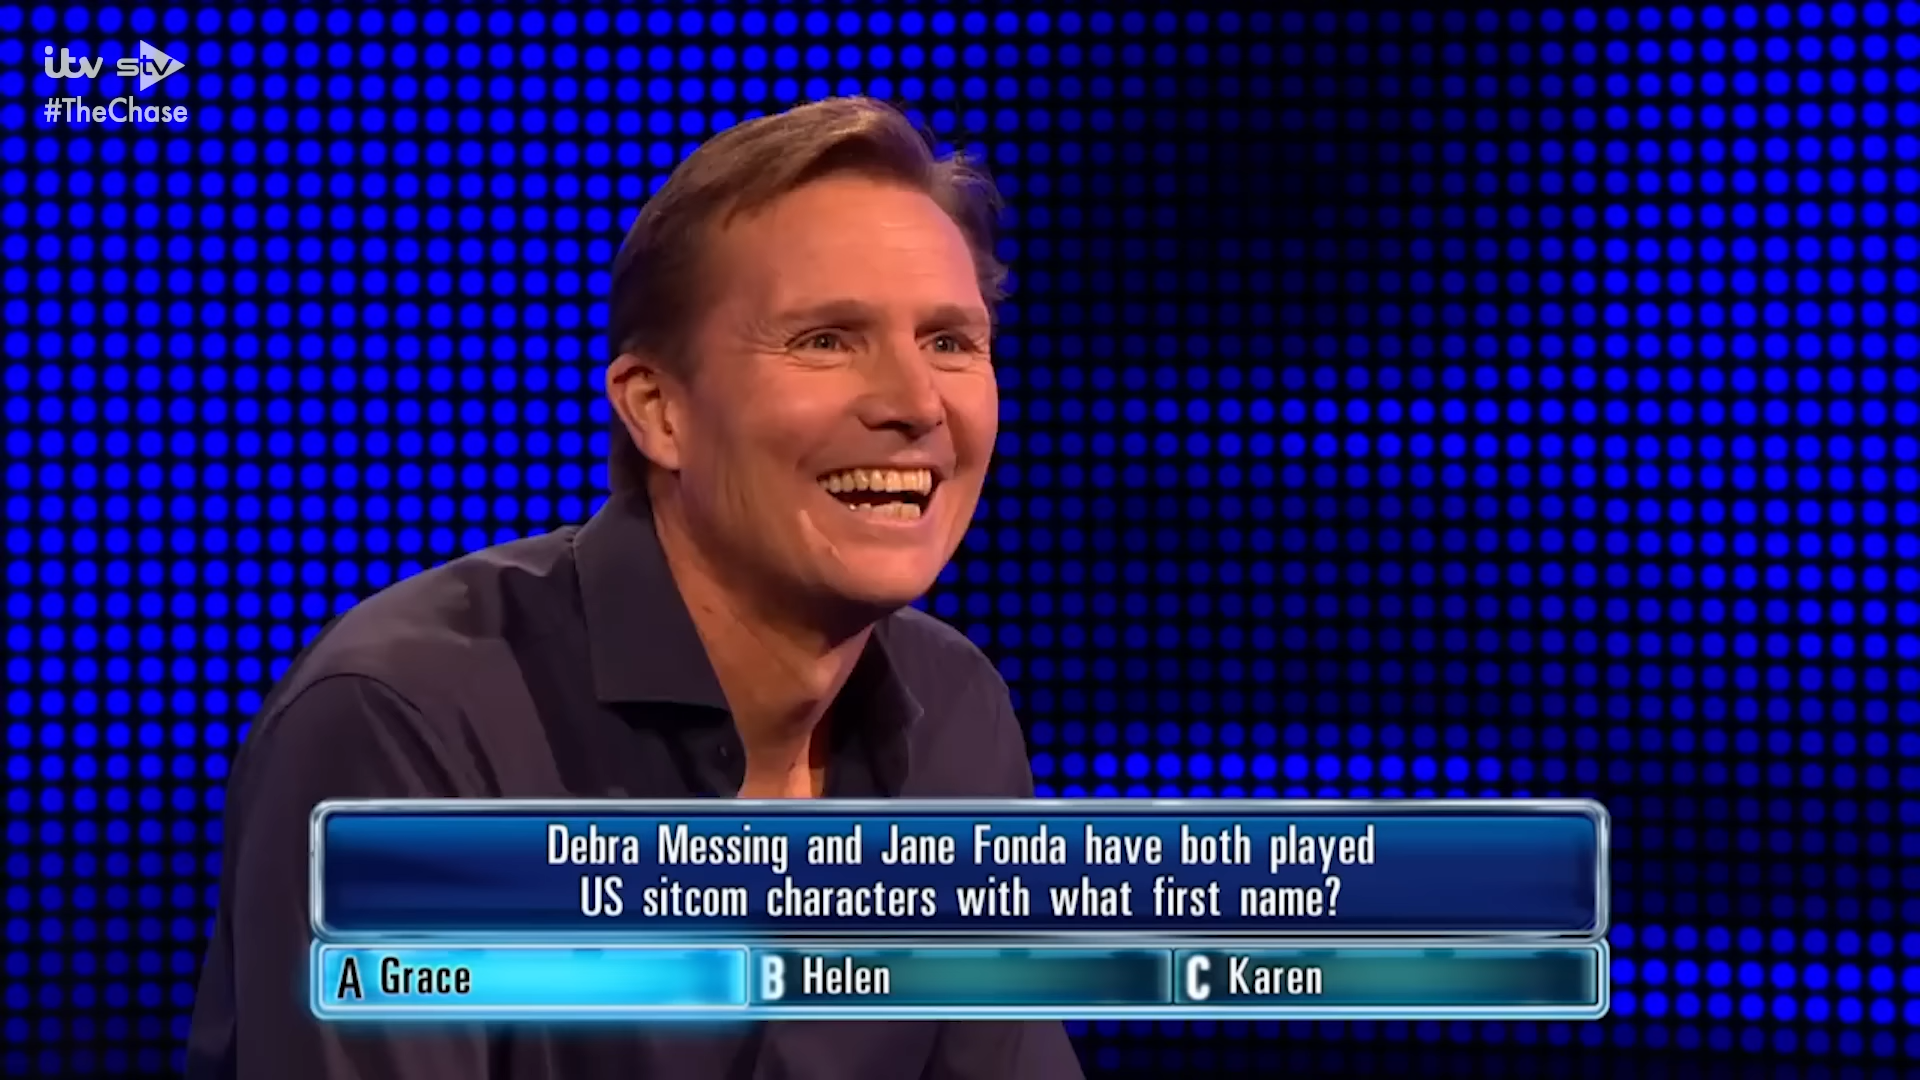 itv stv
#TheChase
Debra Messing and Jane Fonda have both played
US sitcom characters with what first name?
A Grace
B Helen
C Karen